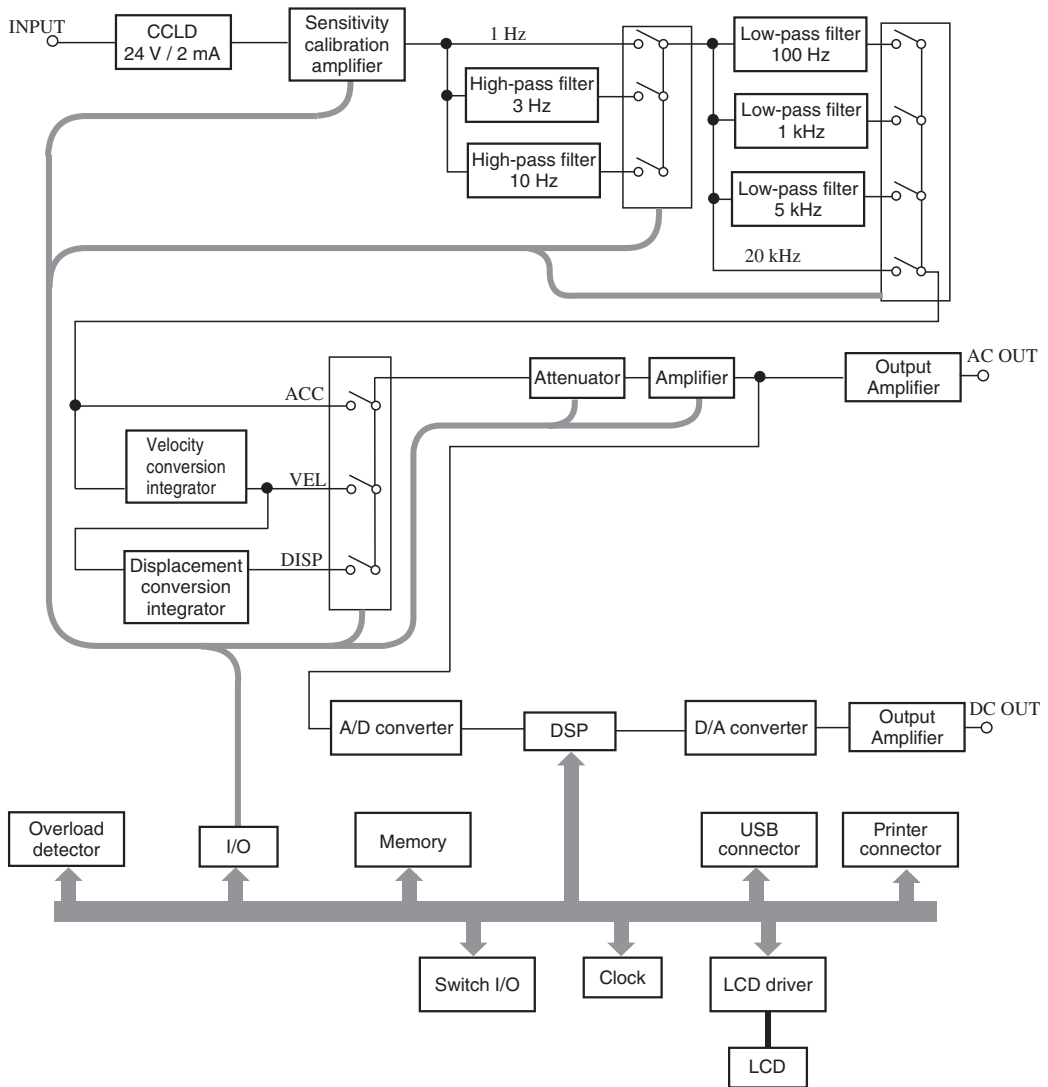 INPUT
CCLD
24 V / 2 mA
Sensitivity
calibration
amplifier
1 Hz
High-pass filter
3 Hz
High-pass filter
10 Hz
Low-pass filter
100 Hz
Low-pass filter
1 kHz
Low-pass filter
5 kHz
20 kHz
ACC
Velocity
conversion
integrator
VEL
Displacement
conversion
integrator
DISP
Attenuator
Amplifier
Output
Amplifier
AC OUT
A/D converter
DSP
D/A converter
Output
Amplifier
DC OUT
Overload
detector
I/O
Memory
USB
connector
Printer
connector
Switch I/O
Clock
LCD driver
LCD